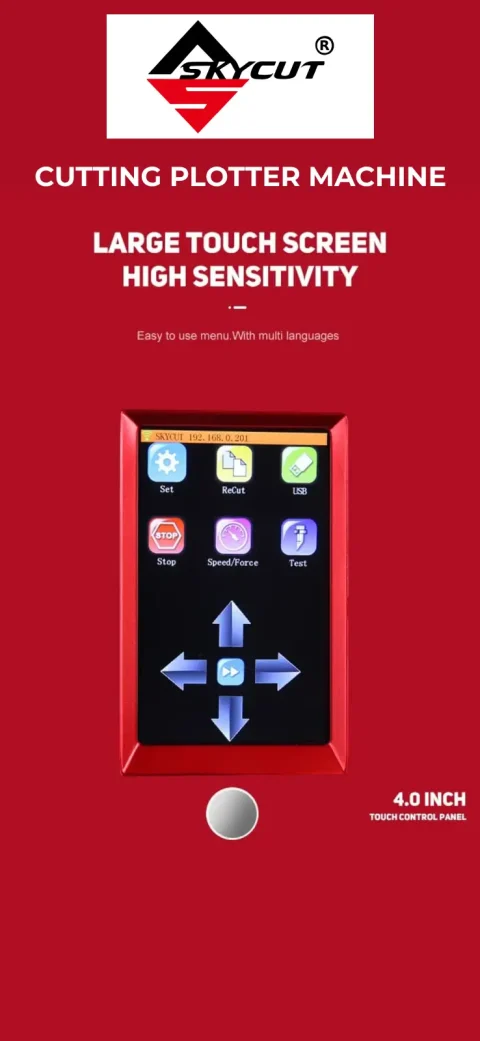 SKYCUT ®
CUTTING PLOTTER MACHINE
LARGE TOUCH SCREEN
HIGH SENSITIVITY
Easy to use menu.With multi languages
SKYCUT 192.168.0.201
Set ReCut USB
STOP
Stop Speed/Force Test
4.0 INCH
TOUCH CONTROL PANEL